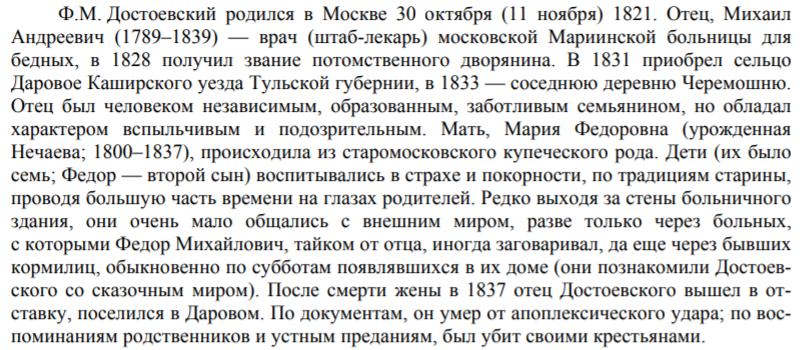 Ф.М. Достоевский родился в Москве 30 октября (11 ноября) 1821. Отец, Михаил
Андреевич (1789–1839) — врач (штаб-лекарь) московской Мариинской больницы для
бедных, в 1828 получил звание потомственного дворянина. В 1831 приобрел сельцо
Даровое Каширского уезда Тульской губернии, в 1833 — соседнюю деревню Черемошню.
Отец был человеком независимым, образованным, заботливым семьянином, но обладал
характером вспыльчивым и подозрительным. Мать, Мария Федоровна (урожденная
Нечаева; 1800–1837), происходила из старомосковского купеческого рода. Дети (их было
семь; Федор — второй сын) воспитывались в страхе и покорности, по традициям старины,
проводя большую часть времени на глазах родителей. Редко выходя за стены больничного
здания, они очень мало общались с внешним миром, разве только через больных,
с которыми Федор Михайлович, тайком от отца, иногда заговаривал, да еще через бывших
кормилиц, обыкновенно по субботам появлявшихся в их доме (они познакомили Достоев-
ского со сказочным миром). После смерти жены в 1837 отец Достоевского вышел в от-
ставку, поселился в Даровом. По документам, он умер от апоплексического удара; по вос-
поминаниям родственников и устным преданиям, был убит своими крестьянами.